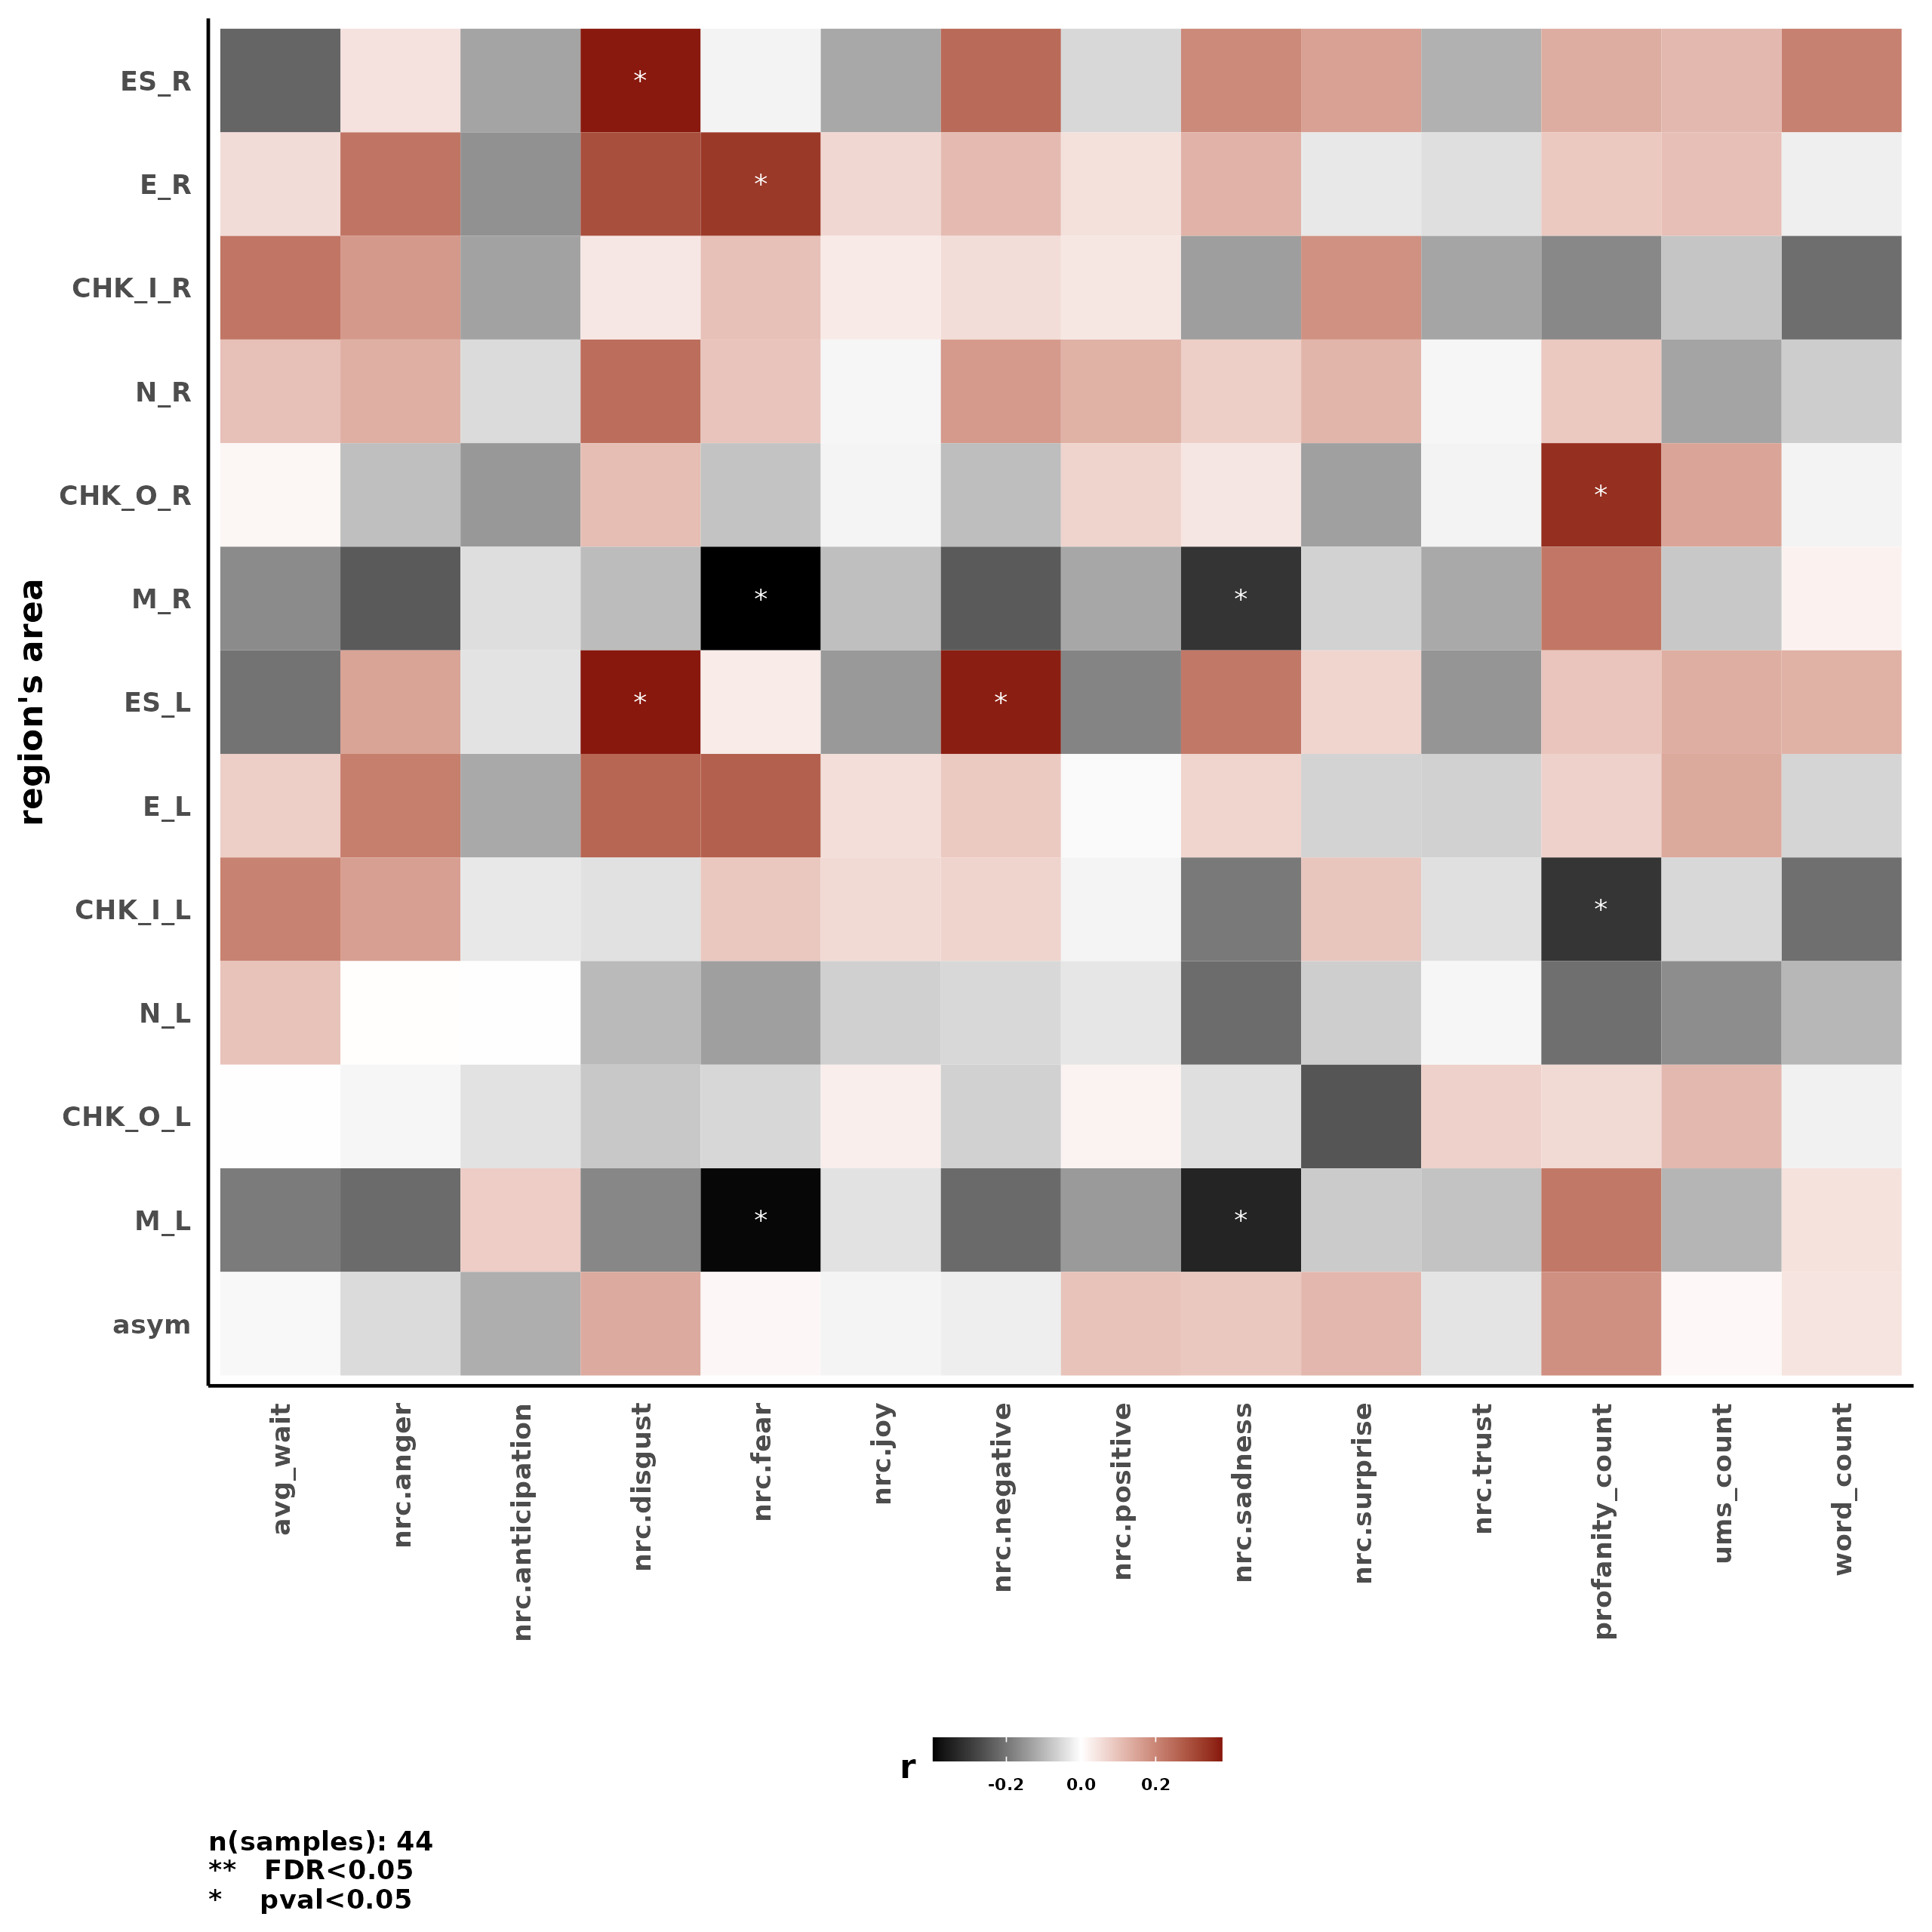 region's area
ES_R
*
E_R
*
CHK_I_R
N_R
CHK_O_R
*
M_R
* *
ES_L
* *
E_L
CHK_I_L
*
N_L
CHK_O_L
M_L
* *
asym
avg_wait
nrc.anger
nrc.anticipation
nrc.disgust
nrc.fear
nrc.joy
nrc.negative
nrc.positive
nrc.sadness
nrc.surprise
nrc.trust
profanity_count
ums_count
word_count
r
-0.2 0.0 0.2
n(samples): 44
** FDR<0.05
* pval<0.05